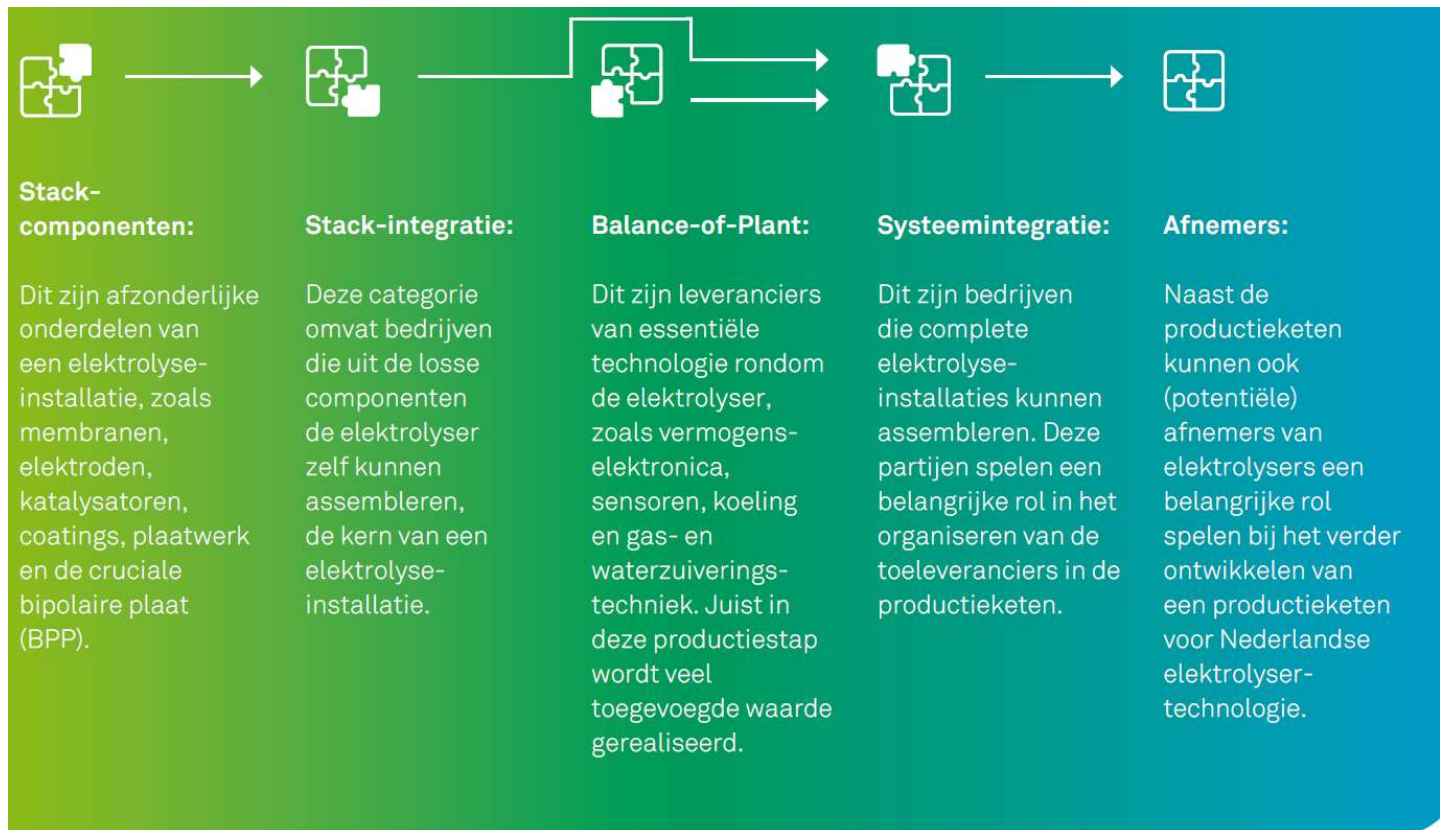 Stack-
componenten:
Dit zijn afzonderlijke
onderdelen van
een elektrolyse-
installatie, zoals
membranen,
elektroden,
katalysatoren,
coatings, plaatwerk
en de cruciale
bipolaire plaat
(BPP).
Stack-integratie:
Deze categorie
omvat bedrijven
die uit de losse
componenten
de elektrolyser
zelf kunnen
assembleren,
de kern van een
elektrolyse-
installatie.
Balance-of-Plant:
Dit zijn leveranciers
van essentiële
technologie rondom
de elektrolyser,
zoals vermogens-
elektronica,
sensoren, koeling
en gas- en
waterzuiverings-
techniek. Juist in
deze productiestap
wordt veel
toegevoegde waarde
gerealiseerd.
Systeemintegratie:
Dit zijn bedrijven
die complete
elektrolyse-
installaties kunnen
assembleren. Deze
partijen spelen een
belangrijke rol in het
organiseren van de
toeleveranciers in de
productieketen.
Afnemers:
Naast de
productieketen
kunnen ook
(potentiële)
afnemers van
elektrolysers een
belangrijke rol
spelen bij het verder
ontwikkelen van
een productieketen
voor Nederlandse
elektrolyser-
technologie.